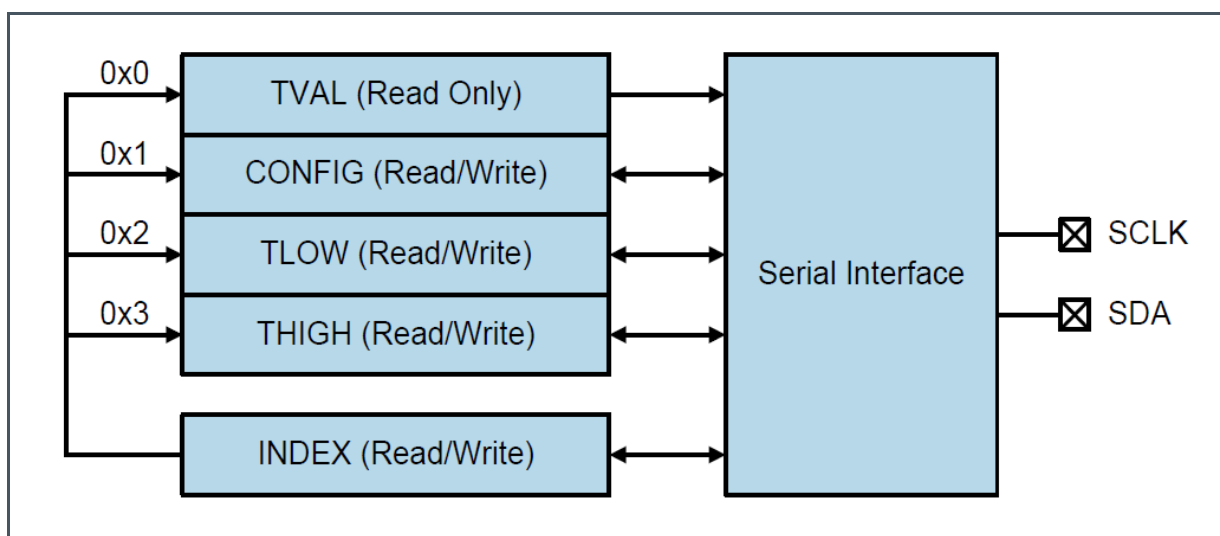 0x0
TVAL (Read Only)
0x1
CONFIG (Read/Write)
0x2
TLOW (Read/Write)
0x3
THIGH (Read/Write)
INDEX (Read/Write)
Serial Interface
SCLK
SDA